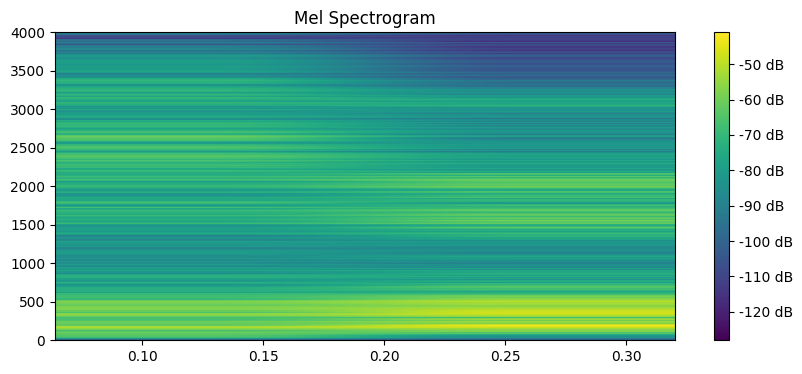 Mel Spectrogram
4000
3500
3000
2500
2000
1500
1000
500
0
0.10 0.15 0.20 0.25 0.30
-50 dB
-60 dB
-70 dB
-80 dB
-90 dB
-100 dB
-110 dB
-120 dB